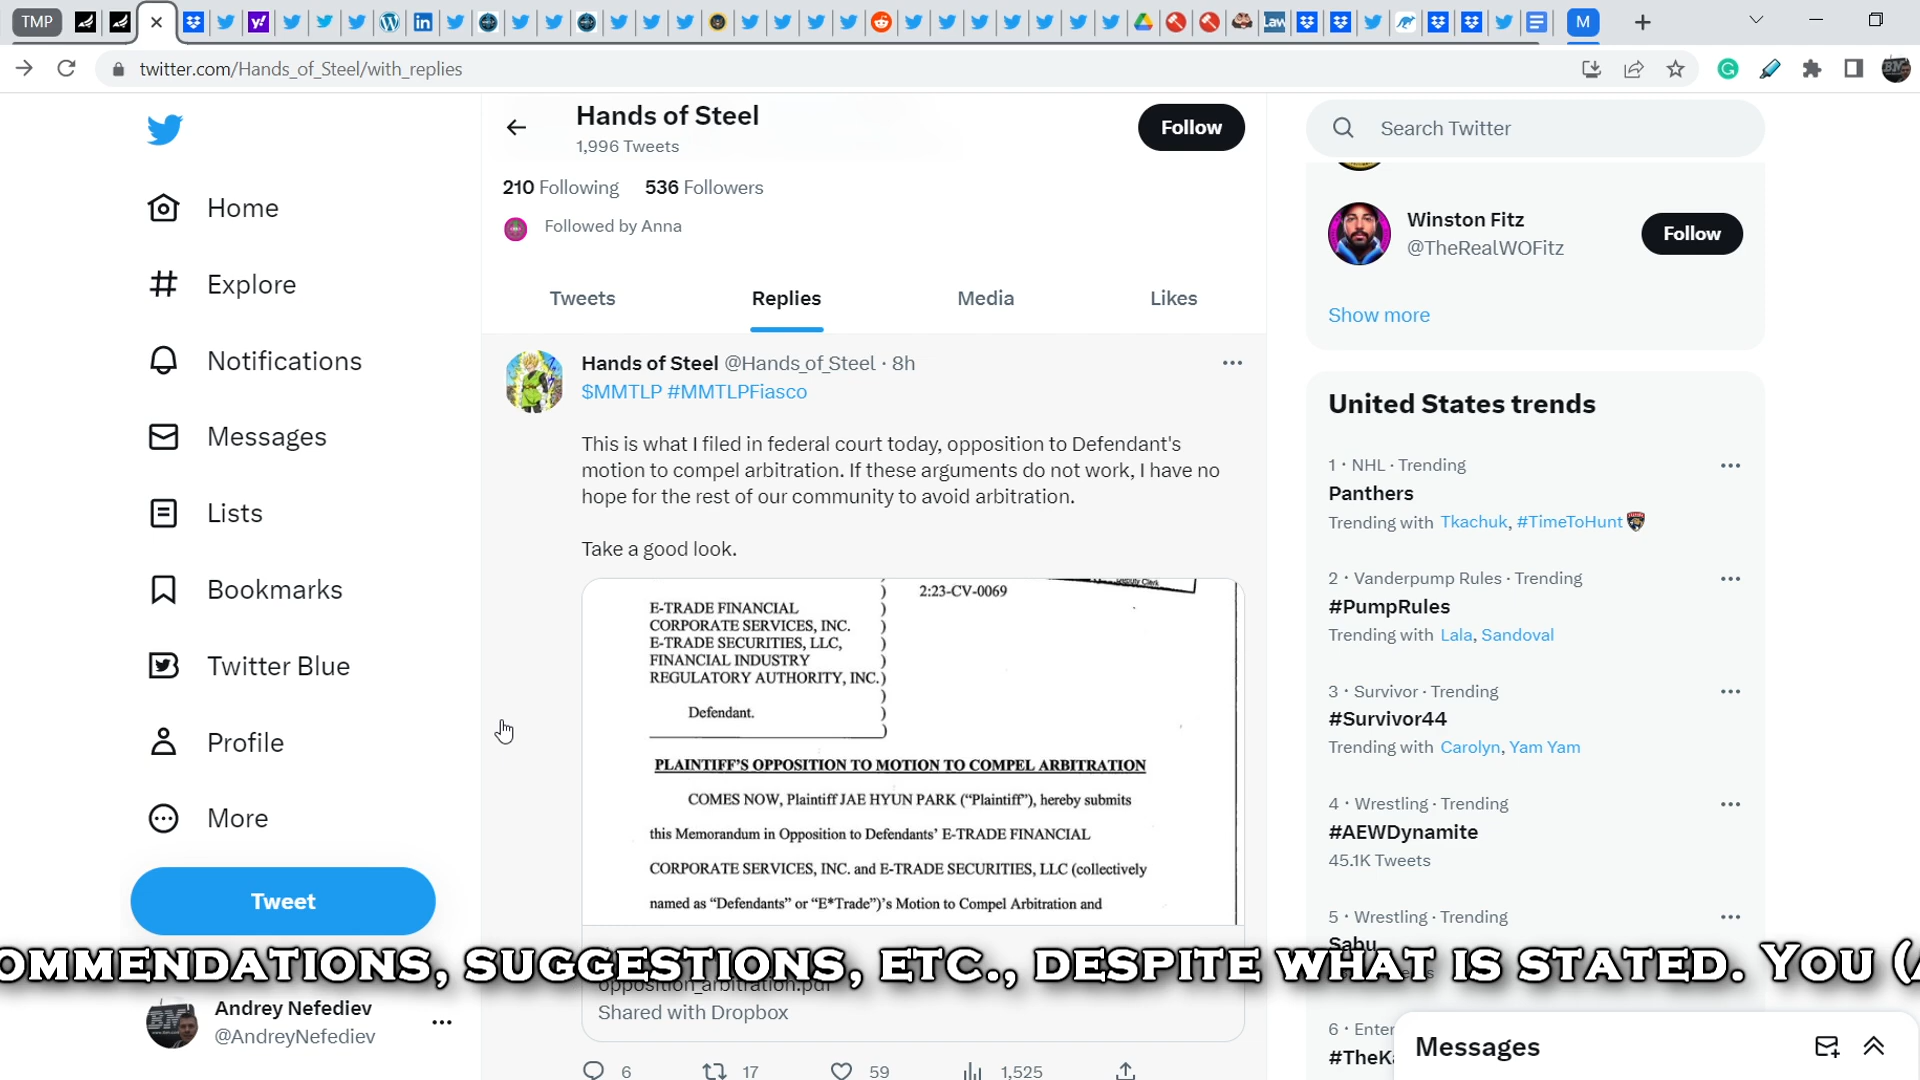 TMP
twitter.com/Hands_of_Steel/with_replies
M
Law
Home
Explore
Notifications
Messages
Lists
Bookmarks
Twitter Blue
Profile
More
Tweet
Andrey Nefediev
@AndreyNefediev
Hands of Steel
1,996 Tweets
Follow
210 Following 536 Followers
Followed by Anna
Tweets
Replies
Media
Likes
Hands of Steel @Hands_of_Steel · 8h
$MMTLP #MMTLPFiasco
This is what I filed in federal court today, opposition to Defendant's
motion to compel arbitration. If these arguments do not work, I have no
hope for the rest of our community to avoid arbitration.
Take a good look.
Deputy Clerk
2:23-CV-0069
E-TRADE FINANCIAL )
CORPORATE SERVICES, INC. )
E-TRADE SECURITIES, LLC, )
FINANCIAL INDUSTRY )
REGULATORY AUTHORITY, INC. )
Defendant. )
PLAINTIFF'S OPPOSITION TO MOTION TO COMPEL ARBITRATION
COMES NOW, Plaintiff JAE HYUN PARK (“Plaintiff”), hereby submits
this Memorandum in Opposition to Defendants’ E-TRADE FINANCIAL
CORPORATE SERVICES, INC. and E-TRADE SECURITIES, LLC (collectively
named as “Defendants” or “E*Trade”)’s Motion to Compel Arbitration and
opposition_arbitration.pdf
Shared with Dropbox
6 17 59 1,525
Search Twitter
Winston Fitz
@TheRealWOFitz
Follow
Show more
United States trends
1 · NHL · Trending
Panthers
Trending with Tkachuk, #TimeToHunt
2 · Vanderpump Rules · Trending
#PumpRules
Trending with Lala, Sandoval
3 · Survivor · Trending
#Survivor44
Trending with Carolyn, Yam Yam
4 · Wrestling · Trending
#AEWDynamite
45.1K Tweets
5 · Wrestling · Trending
Sabu
OMMENDATIONS, SUGGESTIONS, ETC., DESPITE WHAT IS STATED. YOU (
Messages